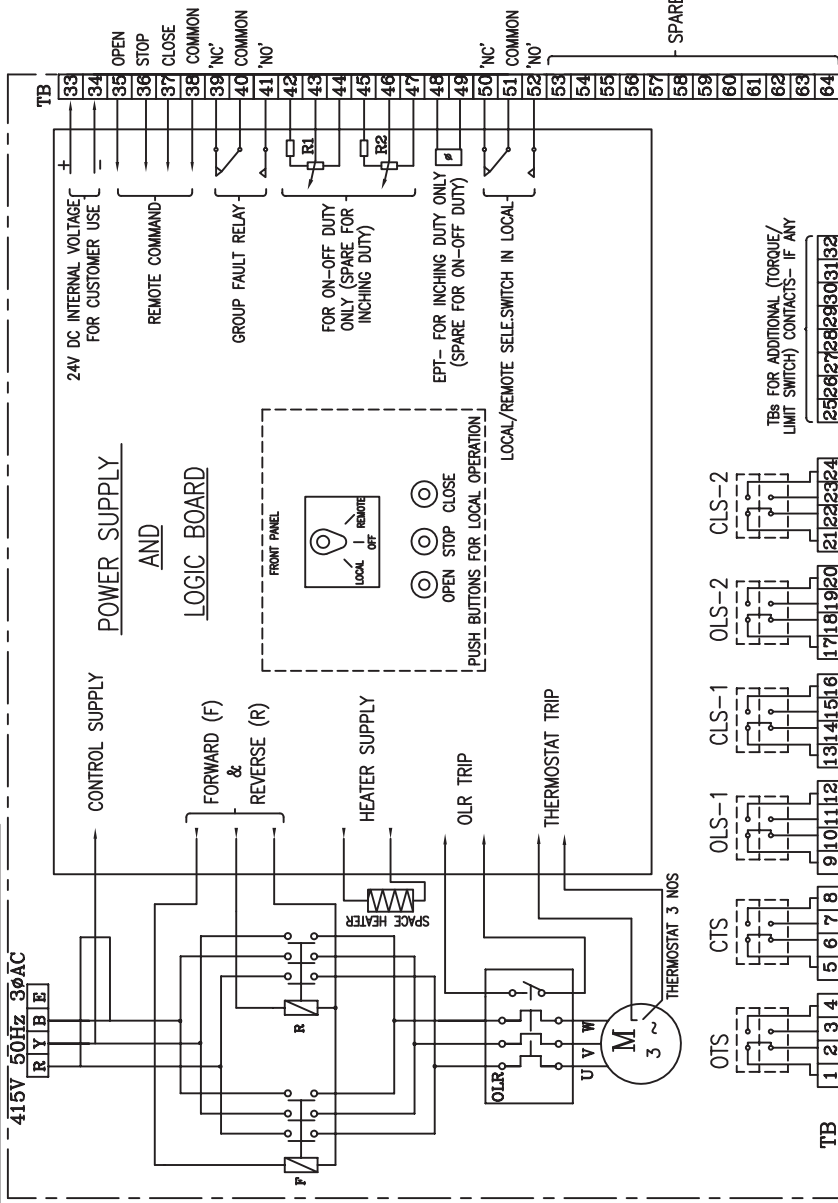 415V 50Hz 3øAC
R Y B E
CONTROL SUPPLY
FORWARD (F)
&
REVERSE (R)
HEATER SUPPLY
SPACE HEATER
OLR TRIP
THERMOSTAT TRIP
THERMOSTAT 3 NOS
F
R
OLR
U V W
M
3 ~
POWER SUPPLY
AND
LOGIC BOARD
FRONT PANEL
LOCAL
OFF
REMOTE
OPEN STOP CLOSE
PUSH BUTTONS FOR LOCAL OPERATION
24V DC INTERNAL VOLTAGE
FOR CUSTOMER USE
+
-
REMOTE COMMAND
GROUP FAULT RELAY
FOR ON-OFF DUTY
ONLY (SPARE FOR
INCHING DUTY)
R1
R2
EPT- FOR INCHING DUTY ONLY
(SPARE FOR ON-OFF DUTY)
ø
LOCAL/REMOTE SELE.SWITCH IN LOCAL
TB
33
34
35 OPEN
36 STOP
37 CLOSE
38 COMMON
39 'NC'
40 COMMON
41 'NO'
42
43
44
45
46
47
48
49
50 'NC'
51 COMMON
52 'NO'
53
54
55
56
57
58
59
60
61
62
63
64
SPARE
OTS
CTS
OLS-1
CLS-1
OLS-2
CLS-2
TBs FOR ADDITIONAL (TORQUE/
LIMIT SWITCH) CONTACTS- IF ANY
TB
1 2 3 4
5 6 7 8
9 10 11 12
13 14 15 16
17 18 19 20
21 22 23 24
25 26 27 28 29 30 31 32